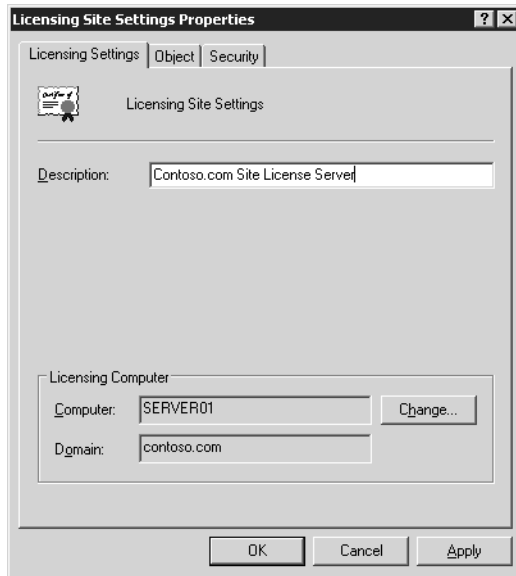 Licensing Site Settings Properties
Licensing Settings Object Security
Licensing Site Settings
Description: Contoso.com Site License Server
Licensing Computer
Computer: SERVER01 Change...
Domain: contoso.com
OK Cancel Apply